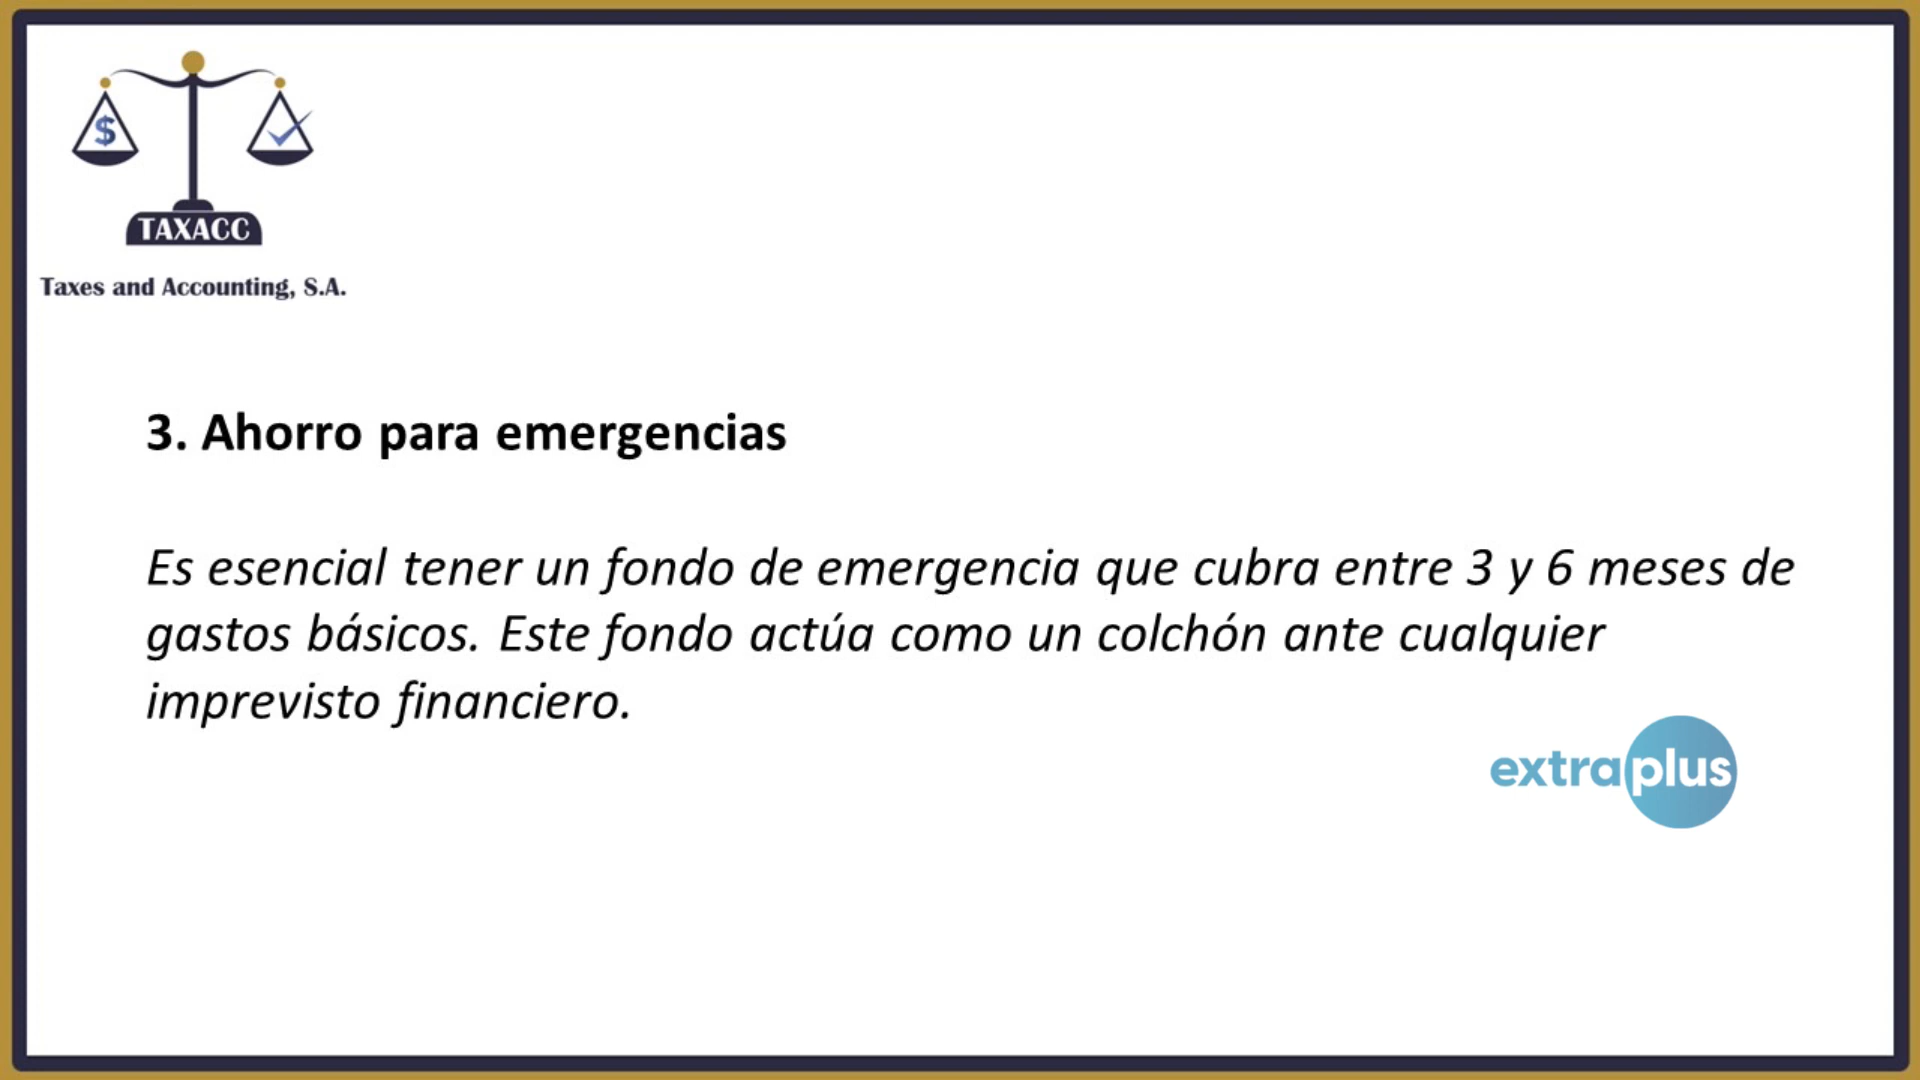 $
TAXACC
Taxes and Accounting, S.A.
3. Ahorro para emergencias
Es esencial tener un fondo de emergencia que cubra entre 3 y 6 meses de
gastos básicos. Este fondo actúa como un colchón ante cualquier
imprevisto financiero.
extraplus